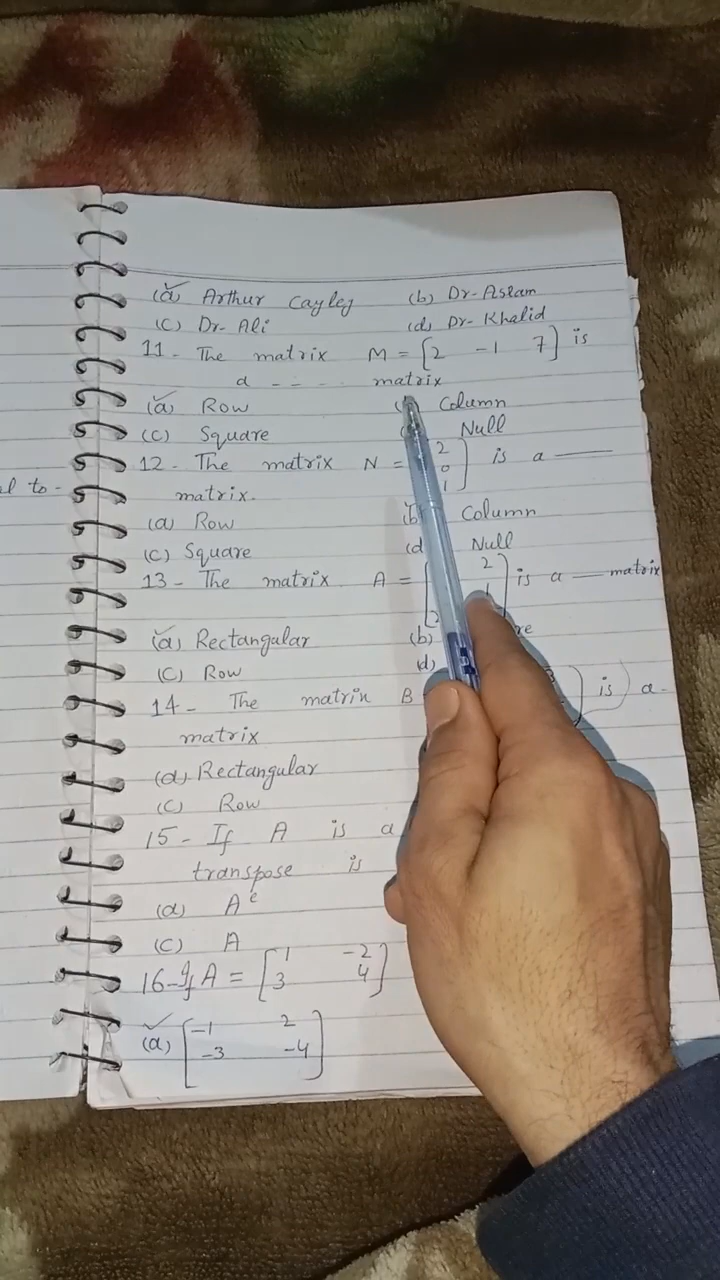 (a) Arthur Cayley (b) Dr-Aslam
(c) Dr- Ali (d) Dr- Khalid
11- The matrix M = [2 -1 7] is
a - - - matrix
(a) Row Column
(c) Square Null
12- The matrix N = 2 0 1 ] is a —
l to -
matrix.
(a) Row (b) Column
(c) Square (d Null
13- The matrix A = [ 2 ] is a — matrix
(a) Rectangular (b)
(c) Row (d)
14- The matrix B ) is a -
matrix
(a) Rectangular
(c) Row
15- If A is a
transpose is
(a) A^t
(c) A
16- If A = [1 -2
3 4]
(a) [-1 2
-3 -4]